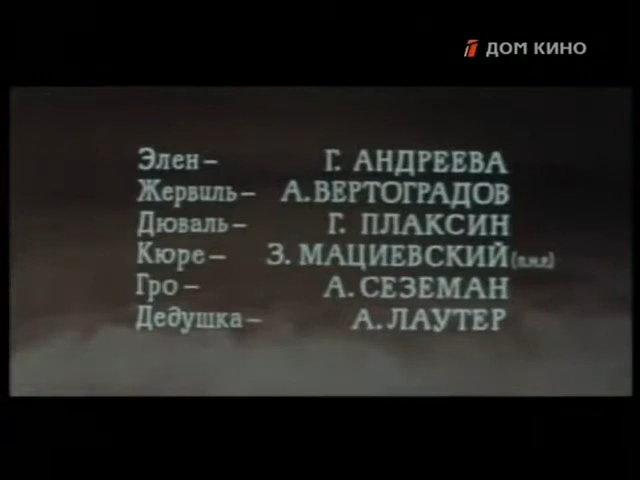 ДОМ КИНО
Элен – Г. АНДРЕЕВА
Жервиль – А. ВЕРТОГРАДОВ
Дюваль – Г. ПЛАКСИН
Кюре – З. МАЦИЕВСКИЙ
Гро – А. СЕЗЕМАН
Дедушка – А. ЛАУТЕР